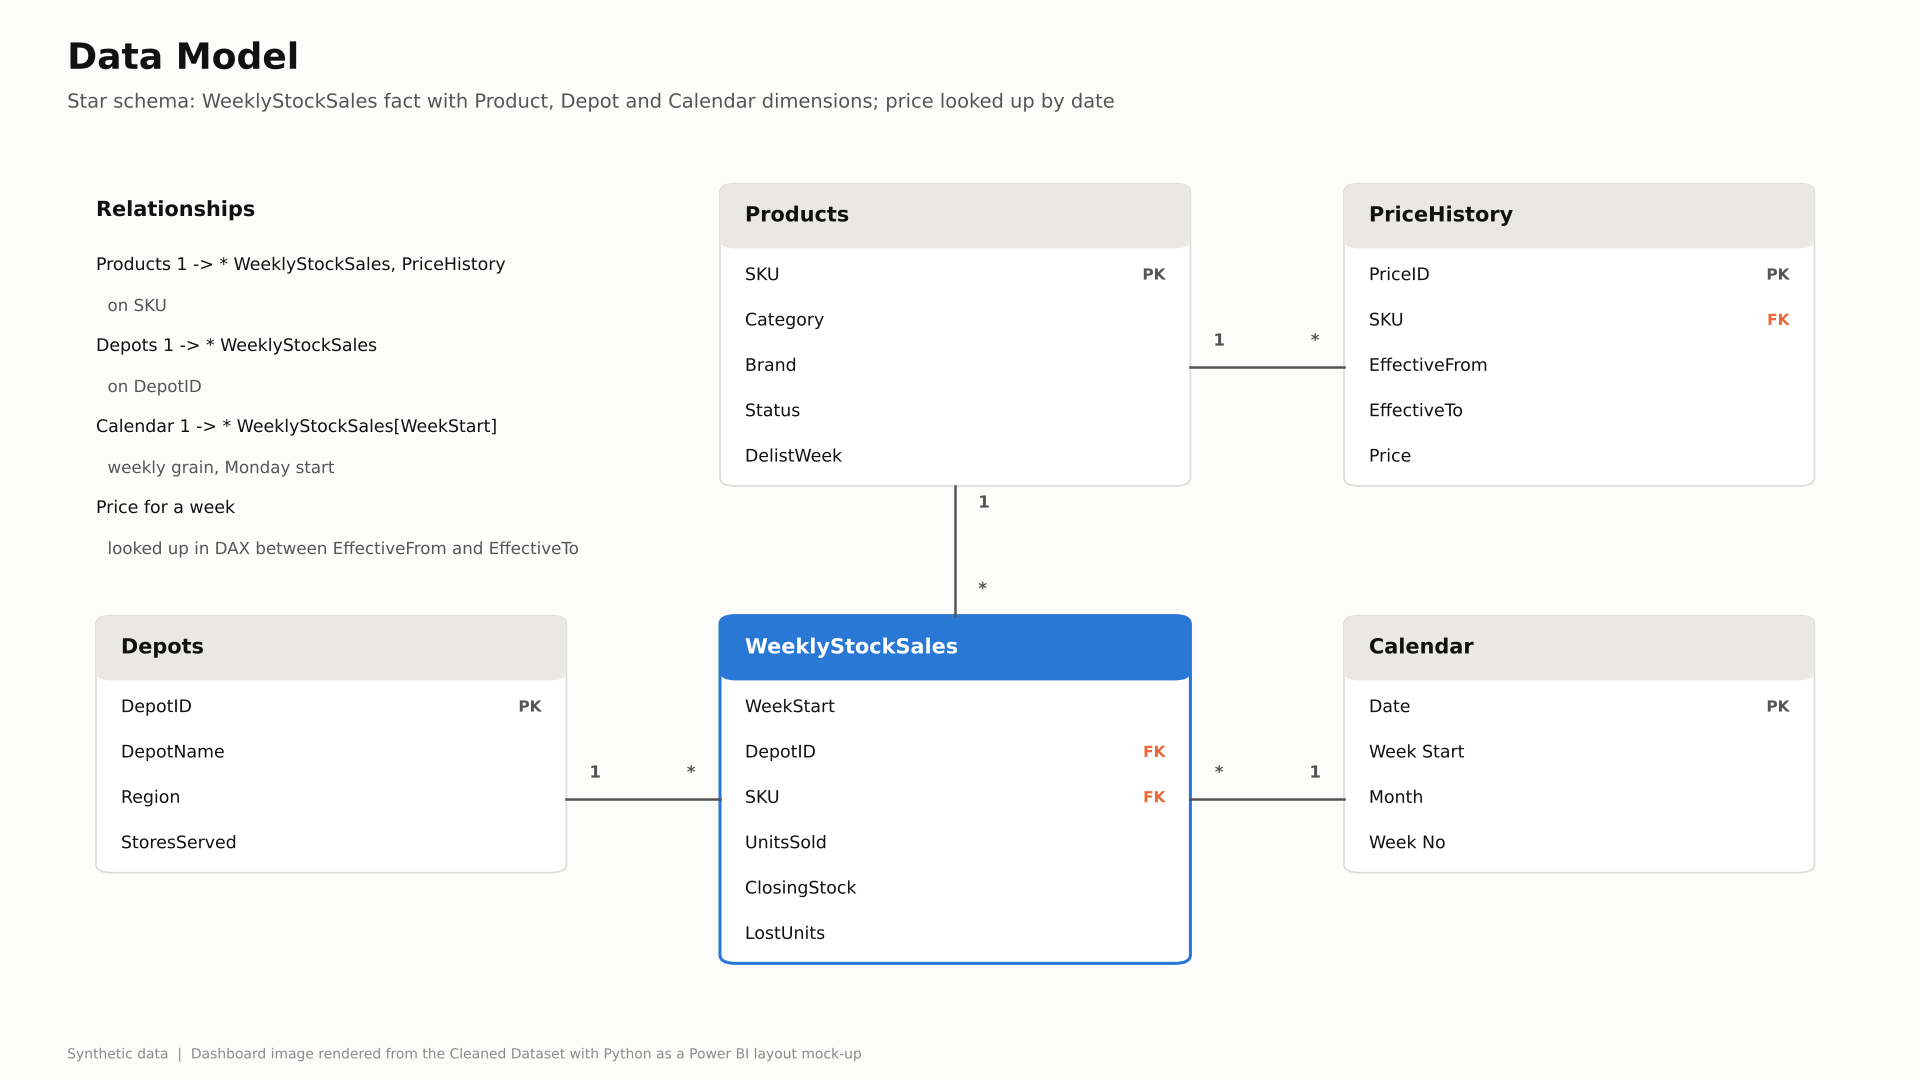 Data Model
Star schema: WeeklyStockSales fact with Product, Depot and Calendar dimensions; price looked up by date
Relationships
Products 1 -> * WeeklyStockSales, PriceHistory
on SKU
Depots 1 -> * WeeklyStockSales
on DepotID
Calendar 1 -> * WeeklyStockSales[WeekStart]
weekly grain, Monday start
Price for a week
looked up in DAX between EffectiveFrom and EffectiveTo
Products
SKU PK
Category
Brand
Status
DelistWeek
1 *
PriceHistory
PriceID PK
SKU FK
EffectiveFrom
EffectiveTo
Price
1
*
Depots
DepotID PK
DepotName
Region
StoresServed
1 *
WeeklyStockSales
WeekStart
DepotID FK
SKU FK
UnitsSold
ClosingStock
LostUnits
* 1
Calendar
Date PK
Week Start
Month
Week No
Synthetic data | Dashboard image rendered from the Cleaned Dataset with Python as a Power BI layout mock-up